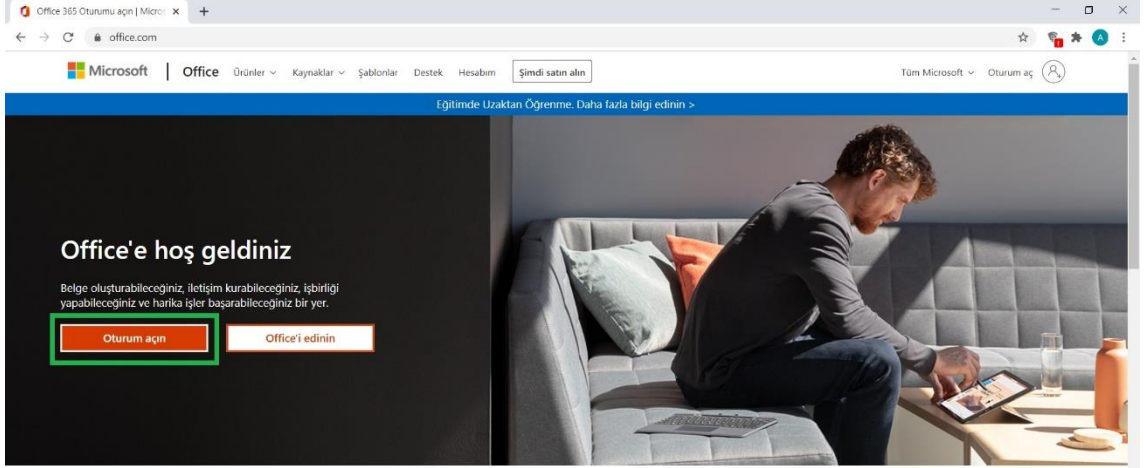 Office 365 Oturumu açın | Micro
office.com
A
Microsoft | Office Ürünler Kaynaklar Şablonlar Destek Hesabım Şimdi satın alın Tüm Microsoft Oturum aç
Eğitimde Uzaktan Öğrenme. Daha fazla bilgi edinin >
Office'e hoş geldiniz
Belge oluşturabileceğiniz, iletişim kurabileceğiniz, işbirliği
yapabileceğiniz ve harika işler başarabileceğiniz bir yer.
Oturum açın Office'i edinin